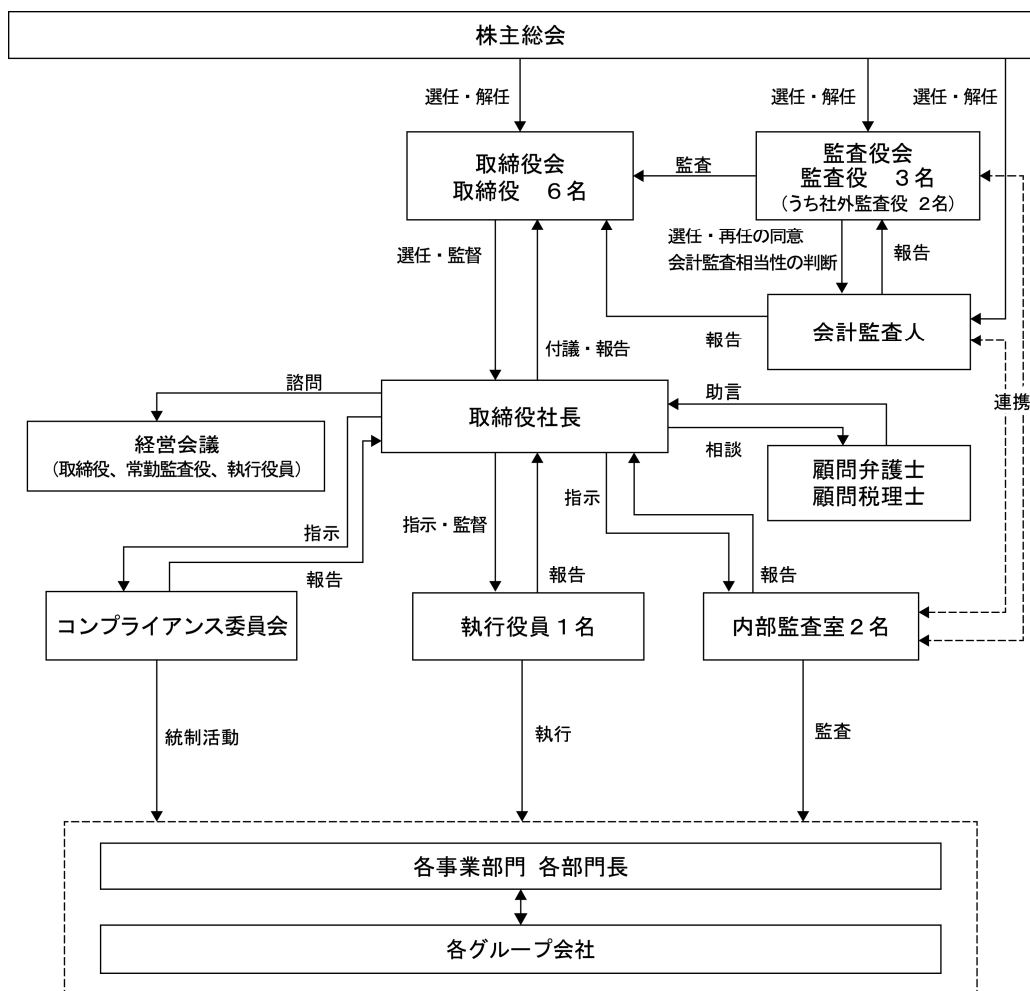 株主総会
選任・解任
選任・解任
選任・解任
取締役会
取締役 6名
監査
監査役会
監査役 3名
(うち社外監査役 2名)
選任・監督
選任・再任の同意
会計監査相当性の判断
報告
会計監査人
報告
付議・報告
諮問
取締役社長
助言
連携
経営会議
(取締役、常勤監査役、執行役員)
相談
顧問弁護士
顧問税理士
指示
指示・監督
指示
報告
報告
報告
コンプライアンス委員会
執行役員1名
内部監査室2名
統制活動
執行
監査
各事業部門 各部門長
各グループ会社